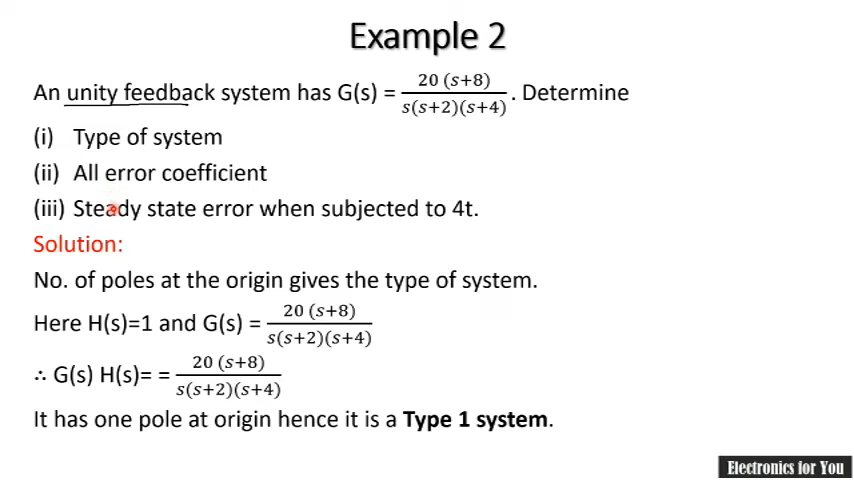 Example 2
An unity feedback system has G(s) = 20 (s+8) / s(s+2)(s+4) . Determine
(i) Type of system
(ii) All error coefficient
(iii) Steady state error when subjected to 4t.
Solution:
No. of poles at the origin gives the type of system.
Here H(s)=1 and G(s) = 20 (s+8) / s(s+2)(s+4)
∴ G(s) H(s)= = 20 (s+8) / s(s+2)(s+4)
It has one pole at origin hence it is a Type 1 system.
Electronics for You